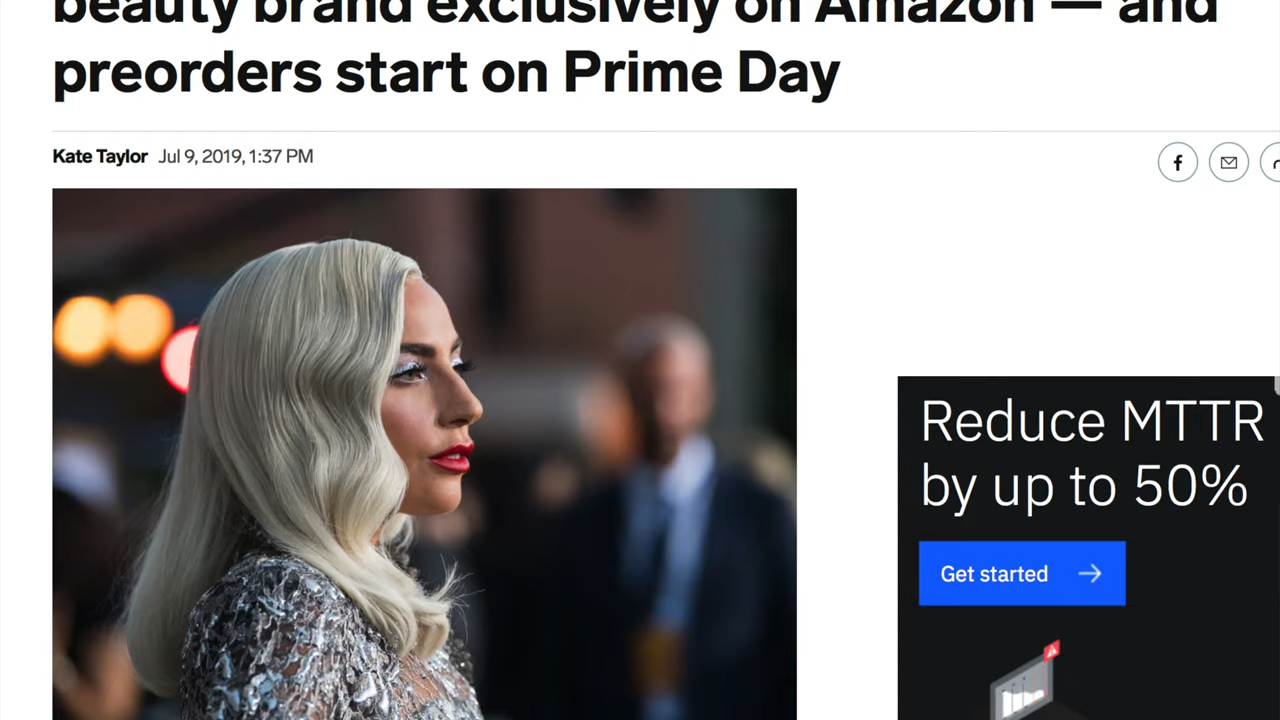 beauty brand exclusively on Amazon — and
preorders start on Prime Day
Kate Taylor Jul 9, 2019, 1:37 PM
Reduce MTTR
by up to 50%
Get started